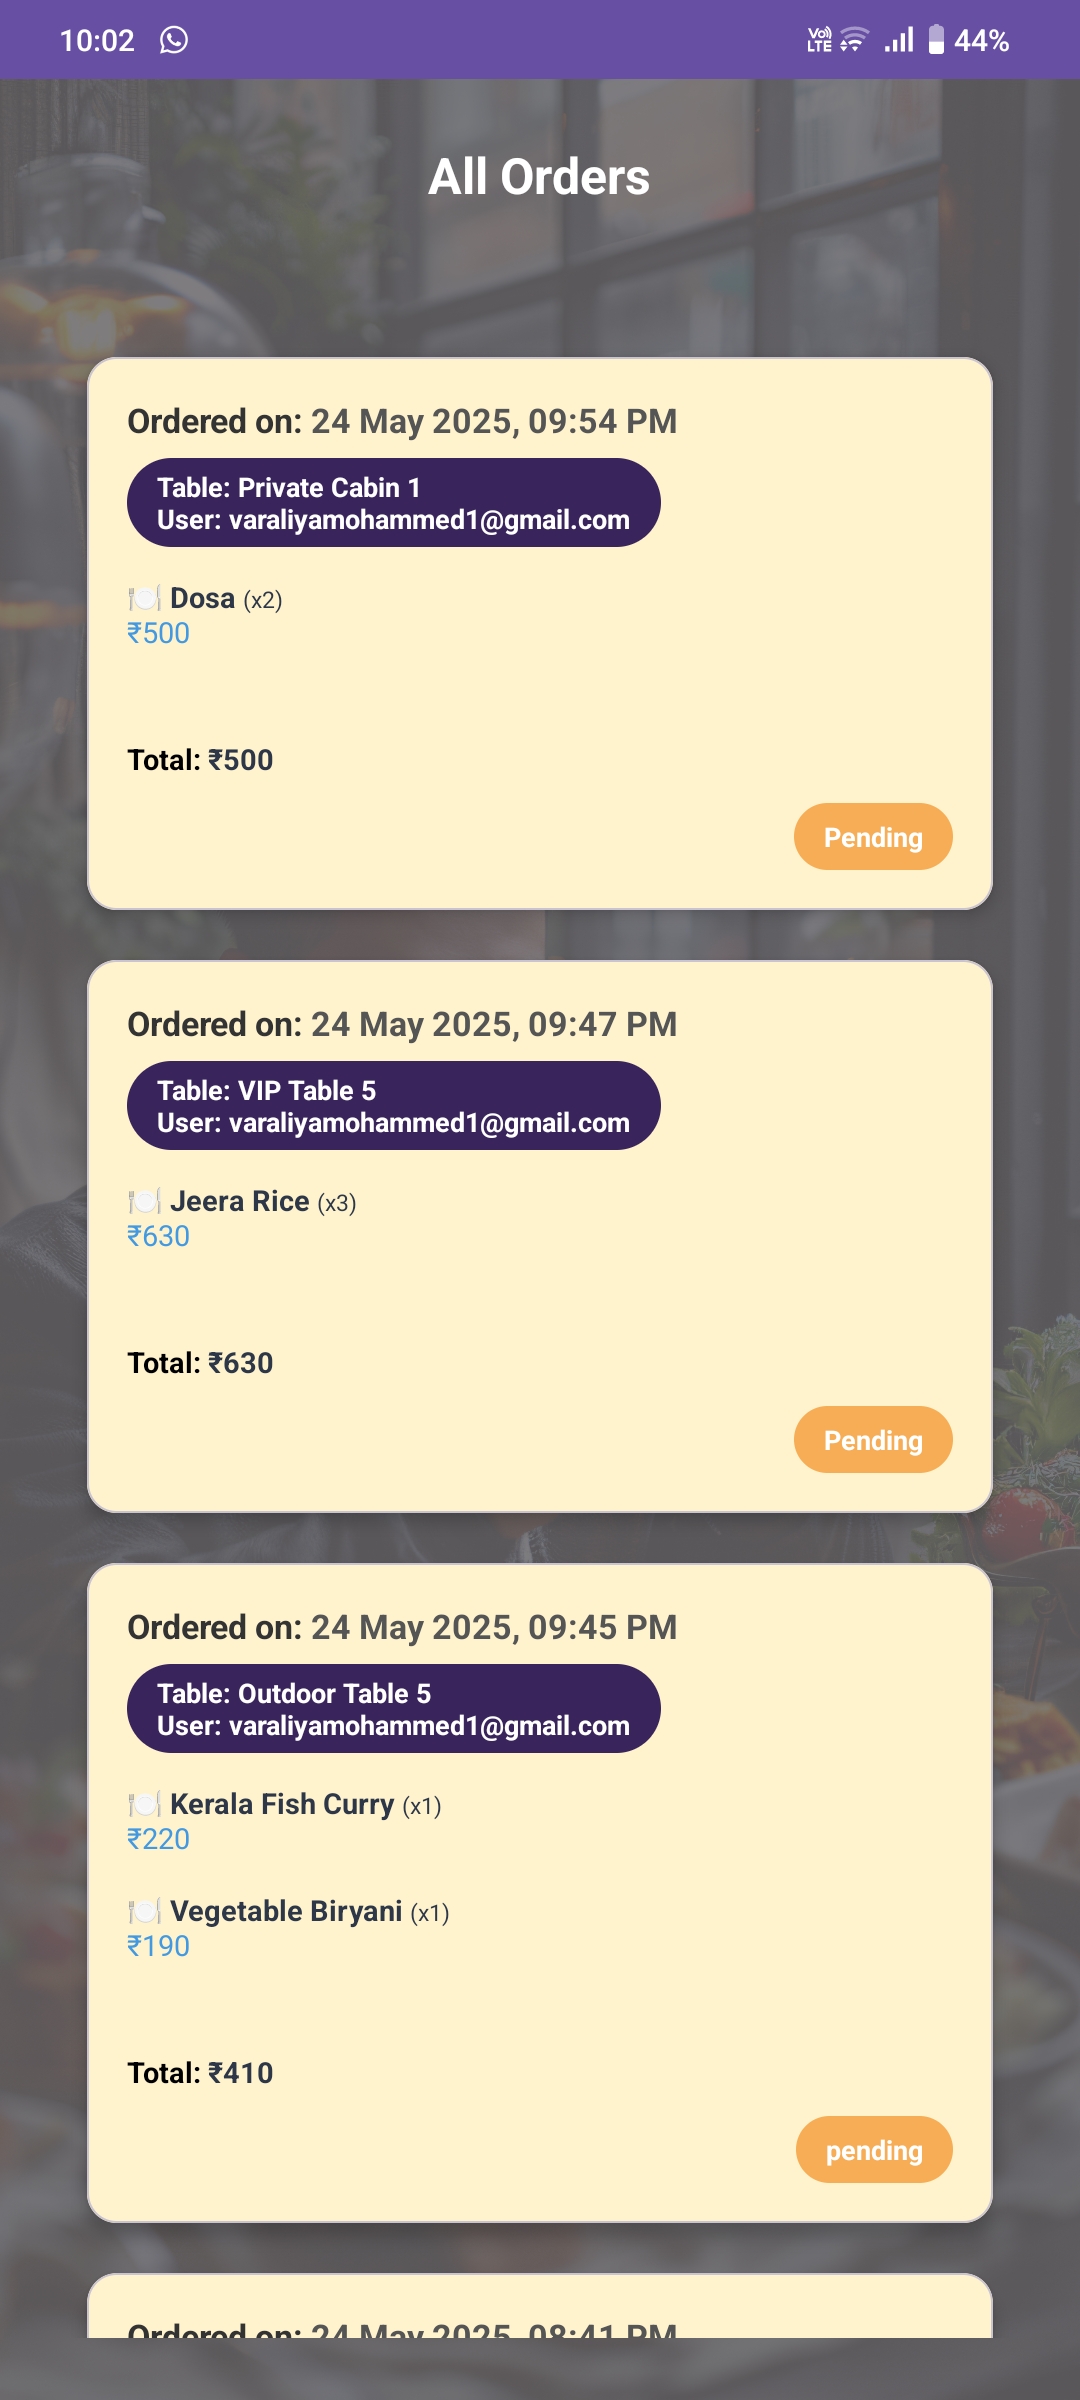 10:02
Vo)) LTE 44%
All Orders
Ordered on: 24 May 2025, 09:54 PM
Table: Private Cabin 1
User: varaliyamohammed1@gmail.com
🍽️ Dosa (x2)
₹500
Total: ₹500
Pending
Ordered on: 24 May 2025, 09:47 PM
Table: VIP Table 5
User: varaliyamohammed1@gmail.com
🍽️ Jeera Rice (x3)
₹630
Total: ₹630
Pending
Ordered on: 24 May 2025, 09:45 PM
Table: Outdoor Table 5
User: varaliyamohammed1@gmail.com
🍽️ Kerala Fish Curry (x1)
₹220
🍽️ Vegetable Biryani (x1)
₹190
Total: ₹410
pending
Ordered on: 24 May 2025, 08:41 PM